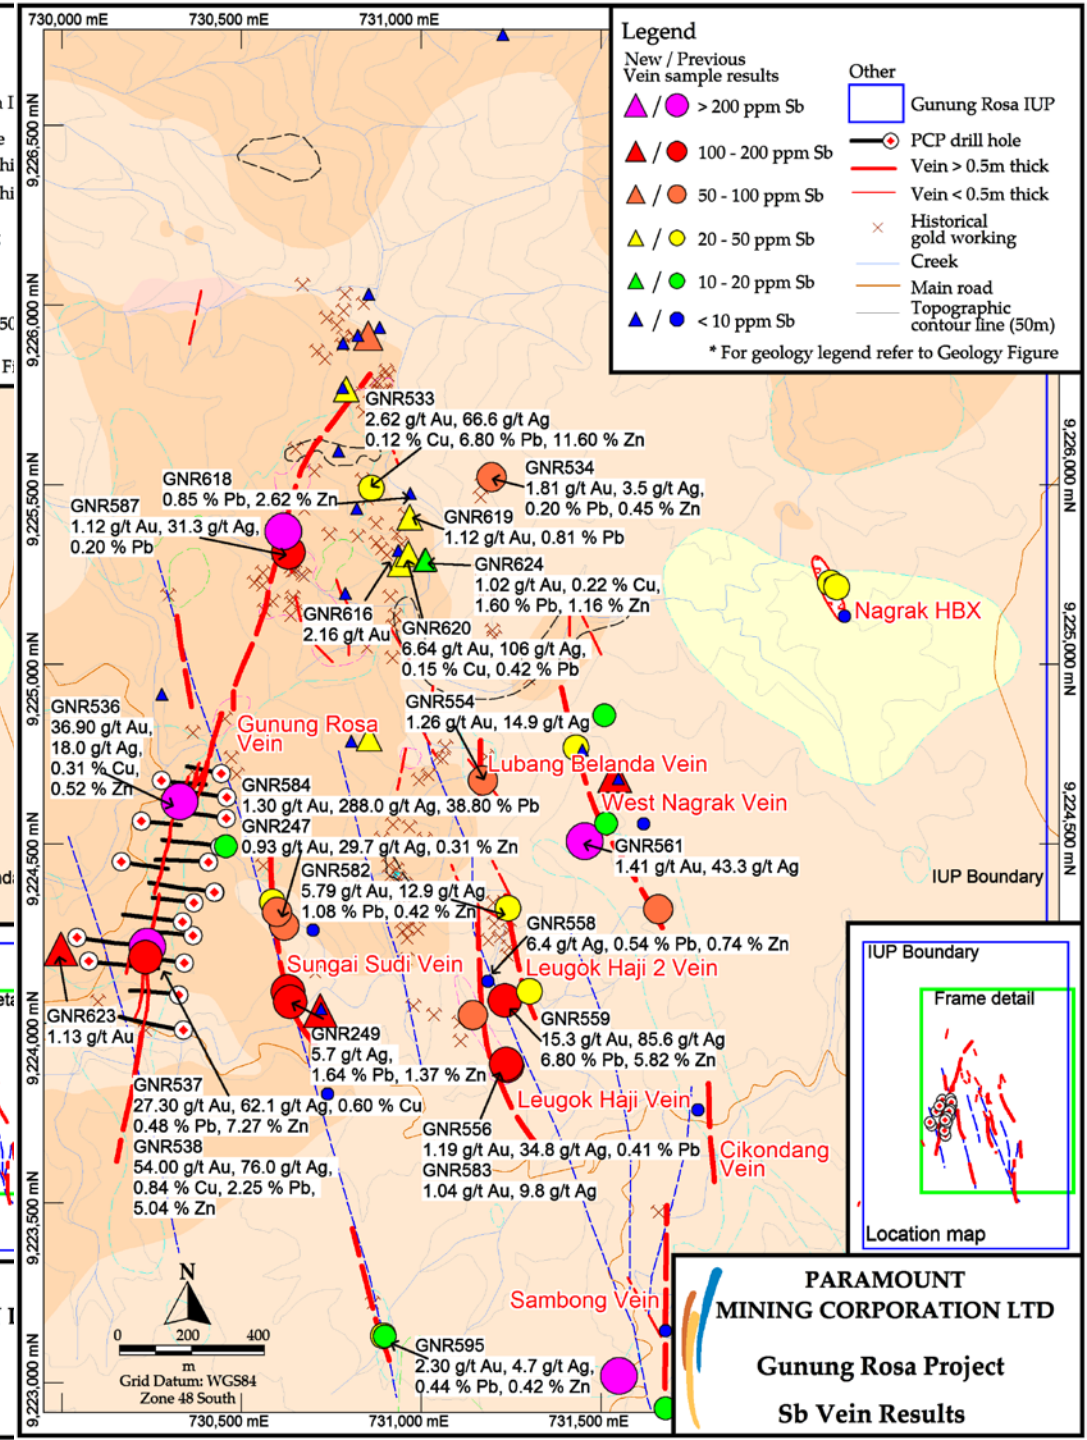 730,000 mE
730,500 mE
731,000 mE
Legend
New / Previous
Vein sample results
/ > 200 ppm Sb
/ 100 - 200 ppm Sb
/ 50 - 100 ppm Sb
/ 20 - 50 ppm Sb
/ 10 - 20 ppm Sb
/ < 10 ppm Sb
Other
Gunung Rosa IUP
PCP drill hole
Vein > 0.5m thick
Vein < 0.5m thick
Historical
gold working
Creek
Main road
Topographic
contour line (50m)
* For geology legend refer to Geology Figure
9,226,500 mN
9,226,000 mN
9,225,500 mN
9,225,000 mN
9,224,500 mN
9,224,000 mN
9,223,500 mN
9,223,000 mN
9,226,000 mN
9,225,500 mN
9,225,000 mN
9,224,500 mN
GNR533
2.62 g/t Au, 66.6 g/t Ag
0.12 % Cu, 6.80 % Pb, 11.60 % Zn
GNR534
1.81 g/t Au, 3.5 g/t Ag,
0.20 % Pb, 0.45 % Zn
GNR618
0.85 % Pb, 2.62 % Zn
GNR587
1.12 g/t Au, 31.3 g/t Ag,
0.20 % Pb
GNR619
1.12 g/t Au, 0.81 % Pb
GNR624
1.02 g/t Au, 0.22 % Cu,
1.60 % Pb, 1.16 % Zn
GNR616
2.16 g/t Au
GNR620
6.64 g/t Au, 106 g/t Ag,
0.15 % Cu, 0.42 % Pb
Nagrak HBX
GNR536
36.90 g/t Au,
18.0 g/t Ag,
0.31 % Cu,
0.52 % Zn
Gunung Rosa
Vein
GNR554
1.26 g/t Au, 14.9 g/t Ag
Lubang Belanda Vein
West Nagrak Vein
GNR584
1.30 g/t Au, 288.0 g/t Ag, 38.80 % Pb
GNR247
0.93 g/t Au, 29.7 g/t Ag, 0.31 % Zn
GNR561
1.41 g/t Au, 43.3 g/t Ag
GNR582
5.79 g/t Au, 12.9 g/t Ag
1.08 % Pb, 0.42 % Zn
IUP Boundary
GNR558
6.4 g/t Ag, 0.54 % Pb, 0.74 % Zn
Sungai Sudi Vein
Leugok Haji 2 Vein
GNR623
1.13 g/t Au
GNR249
5.7 g/t Ag,
1.64 % Pb, 1.37 % Zn
GNR559
15.3 g/t Au, 85.6 g/t Ag
6.80 % Pb, 5.82 % Zn
GNR537
27.30 g/t Au, 62.1 g/t Ag, 0.60 % Cu
0.48 % Pb, 7.27 % Zn
GNR538
54.00 g/t Au, 76.0 g/t Ag,
0.84 % Cu, 2.25 % Pb,
5.04 % Zn
Leugok Haji Vein
GNR556
1.19 g/t Au, 34.8 g/t Ag, 0.41 % Pb
GNR583
1.04 g/t Au, 9.8 g/t Ag
Cikondang
Vein
Sambong Vein
GNR595
2.30 g/t Au, 4.7 g/t Ag,
0.44 % Pb, 0.42 % Zn
N
0 200 400
m
Grid Datum: WGS84
Zone 48 South
730,500 mE
731,000 mE
731,500 mE
IUP Boundary
Frame detail
Location map
PARAMOUNT
MINING CORPORATION LTD
Gunung Rosa Project
Sb Vein Results